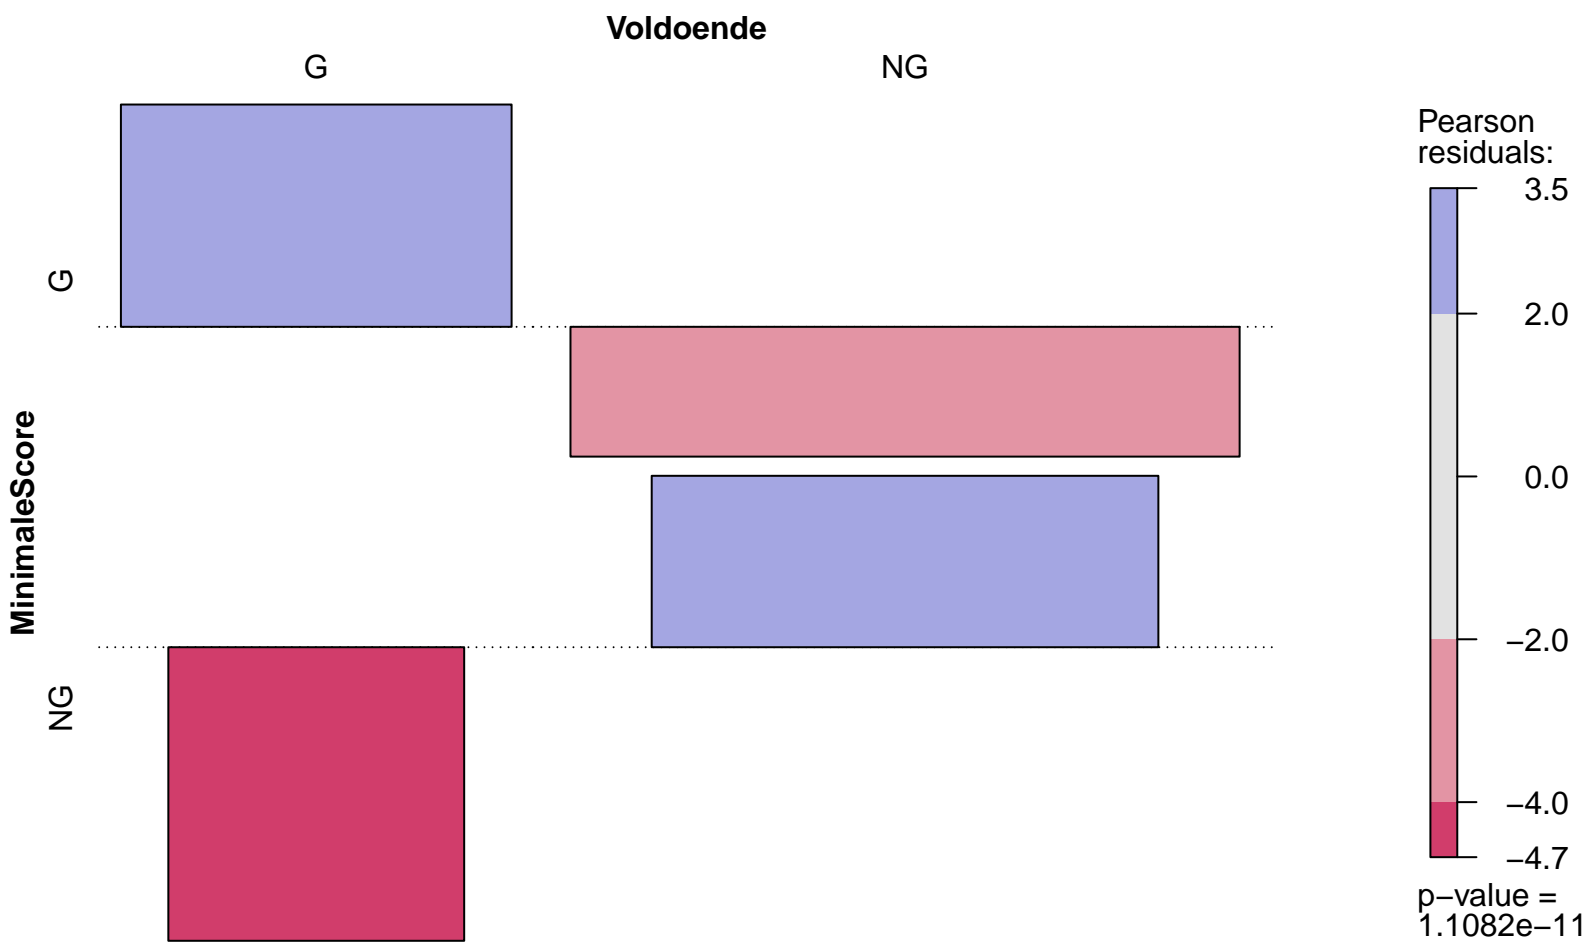 Voldoende
G
NG
G
MinimaleScore
NG
Pearson
residuals:
3.5
2.0
0.0
−2.0
−4.0
−4.7
p−value =
1.1082e−11